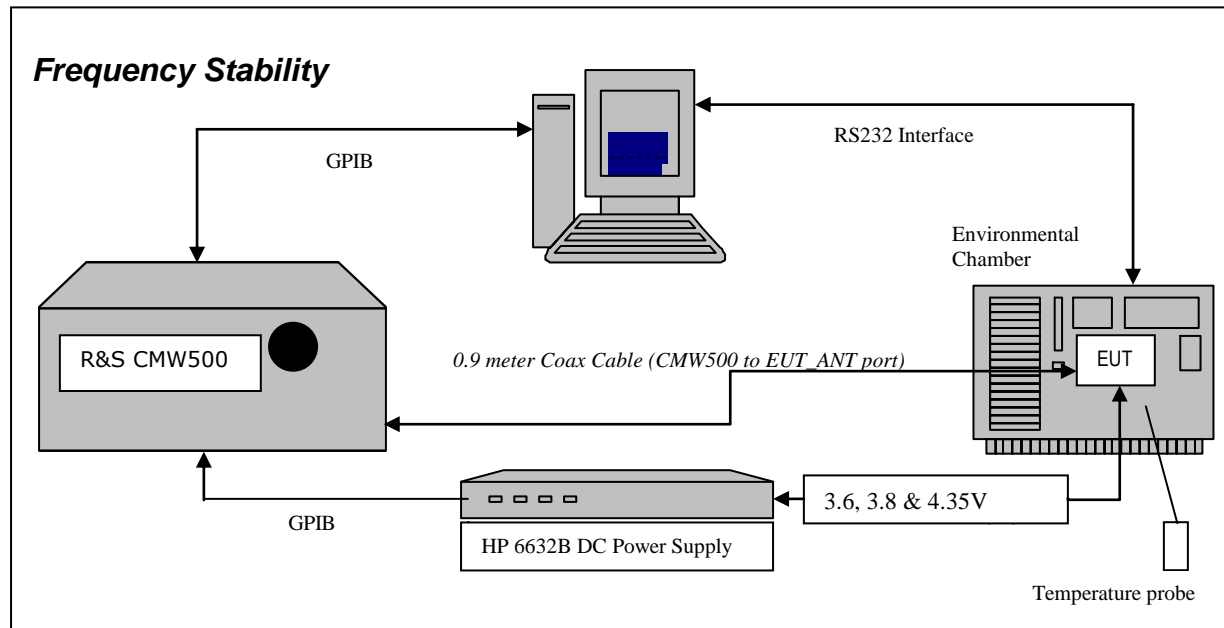 Frequency Stability
RS232 Interface
GPIB
Environmental
Chamber
R&S CMW500
0.9 meter Coax Cable (CMW500 to EUT_ANT port)
EUT
3.6, 3.8 & 4.35V
GPIB
HP 6632B DC Power Supply
Temperature probe